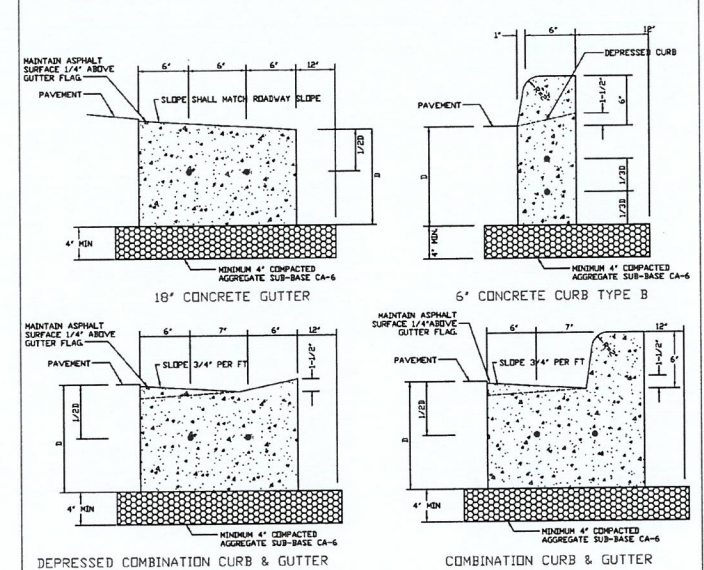 MAINTAIN ASPHALT
SURFACE 1/4" ABOVE
GUTTER FLAG.
6" 6" 6" 12"
PAVEMENT
SLOPE SHALL MATCH ROADWAY SLOPE
1/2D
D
4" MIN
MINIMUM 4" COMPACTED
AGGREGATE SUB-BASE CA-6
18" CONCRETE GUTTER
1" 6" 12"
DEPRESSED CURB
PAVEMENT
1-1/2"
6"
D
1/3D
1/3D
4" MIN.
MINIMUM 4" COMPACTED
AGGREGATE SUB-BASE CA-6
6" CONCRETE CURB TYPE B
MAINTAIN ASPHALT
SURFACE 1/4" ABOVE
GUTTER FLAG.
6" 7" 6" 12"
PAVEMENT
SLOPE 3/4" PER FT
1-1/2"
1/2D
D
4" MIN
MINIMUM 4" COMPACTED
AGGREGATE SUB-BASE CA-6
DEPRESSED COMBINATION CURB & GUTTER
MAINTAIN ASPHALT
SURFACE 1/4"ABOVE
GUTTER FLAG.
6" 7" 12"
PAVEMENT
SLOPE 3/4" PER FT
1-1/2"
6"
1/2D
D
4" MIN
MINIMUM 4" COMPACTED
AGGREGATE SUB-BASE CA-6
COMBINATION CURB & GUTTER